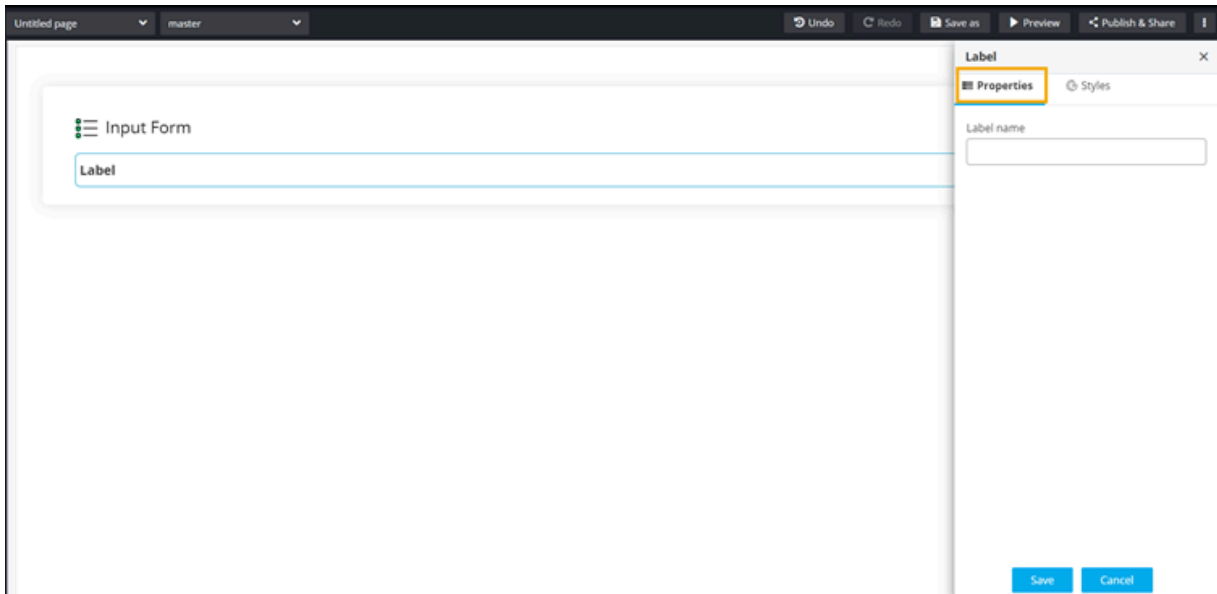 Untitled page master Undo Redo Save as Preview Publish & Share
Label
Properties Styles
Input Form
Label name
Label
Save Cancel